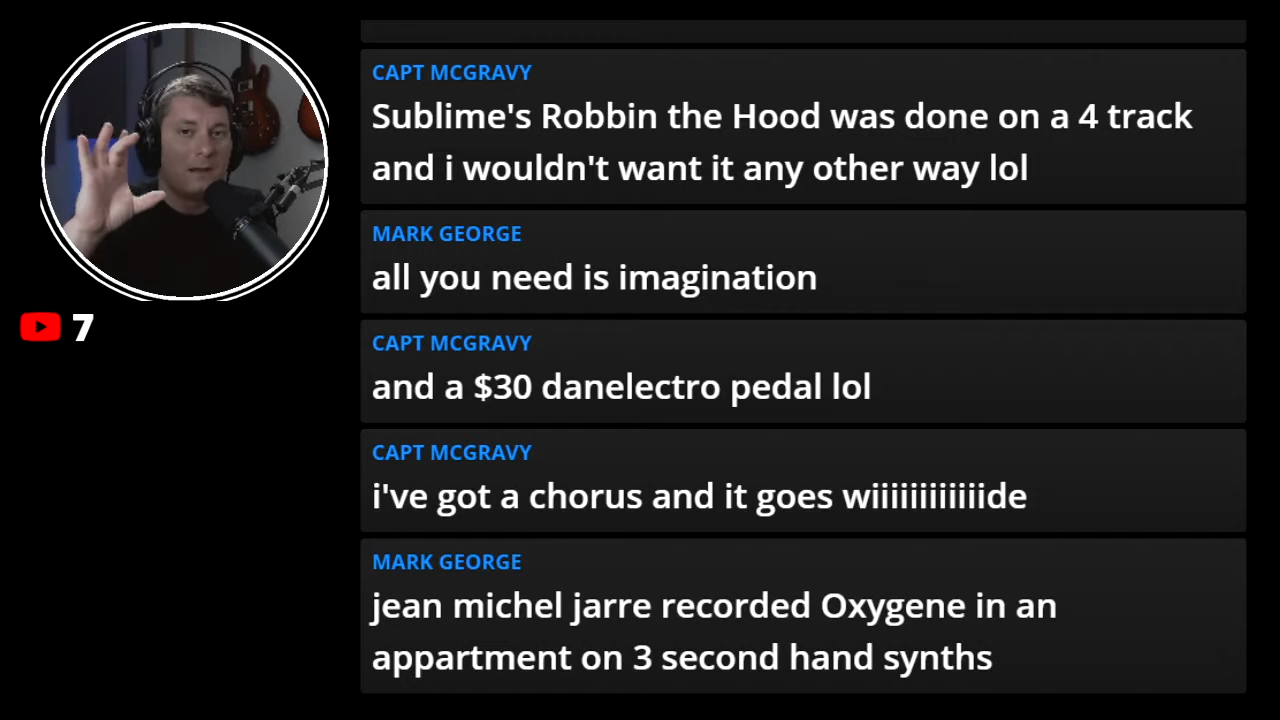 CAPT MCGRAVY
Sublime's Robbin the Hood was done on a 4 track
and i wouldn't want it any other way lol
MARK GEORGE
all you need is imagination
CAPT MCGRAVY
and a $30 danelectro pedal lol
CAPT MCGRAVY
i've got a chorus and it goes wiiiiiiiiiiiide
MARK GEORGE
jean michel jarre recorded Oxygene in an
appartment on 3 second hand synths
7